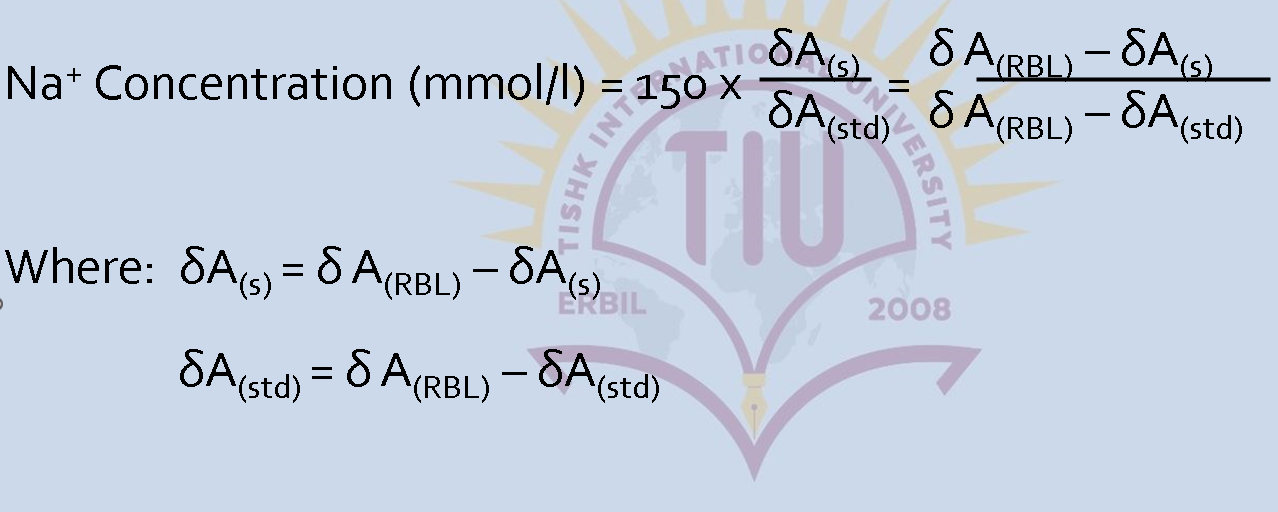 Na⁺ Concentration (mmol/l) = 150 x δA(s) / δA(std) = δ A(RBL) – δA(s) / δ A(RBL) – δA(std)
TISHK INTERNATIONAL UNIVERSITY
TIU
Where: δA(s) = δ A(RBL) – δA(s)
ERBIL 2008
δA(std) = δ A(RBL) – δA(std)